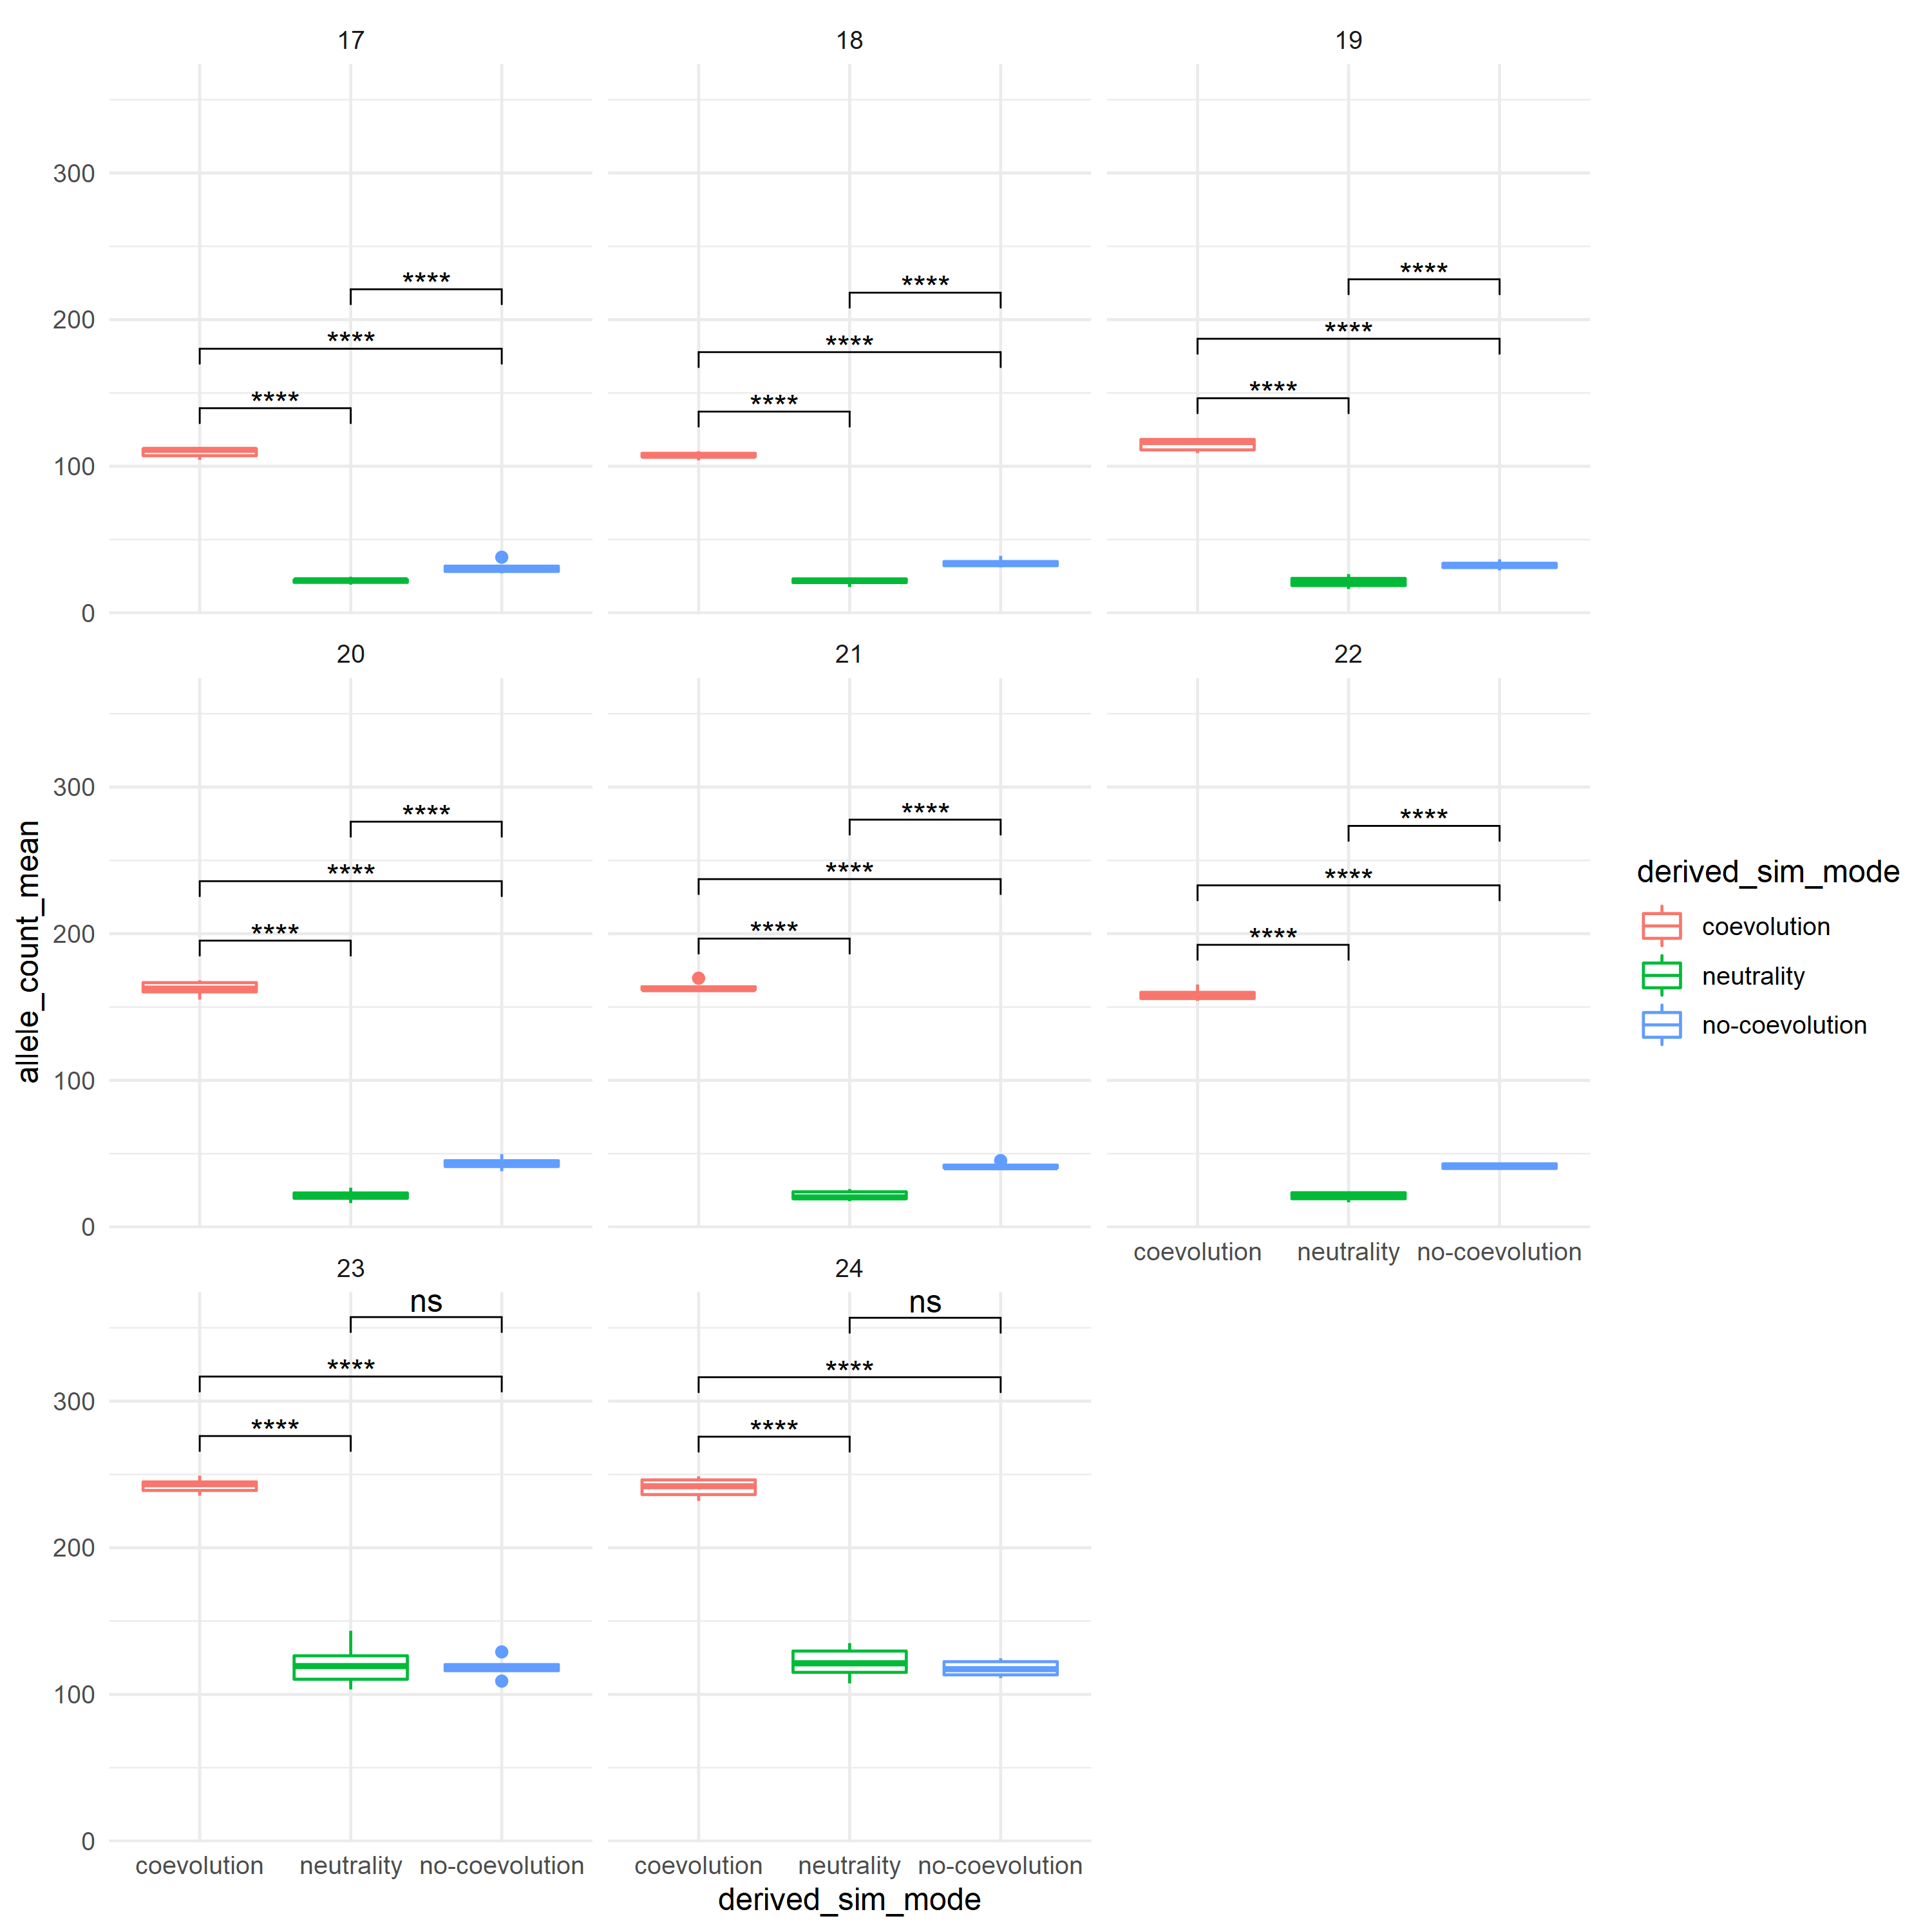 17 18 19
300
200
100
0
****
****
****
****
****
****
****
****
****
20 21 22
allele_count_mean
300
200
100
0
****
****
****
****
****
****
****
****
****
coevolution neutrality no-coevolution
23 24
300
200
100
0
ns
****
****
ns
****
****
coevolution neutrality no-coevolution coevolution neutrality no-coevolution
derived_sim_mode
derived_sim_mode
coevolution
neutrality
no-coevolution